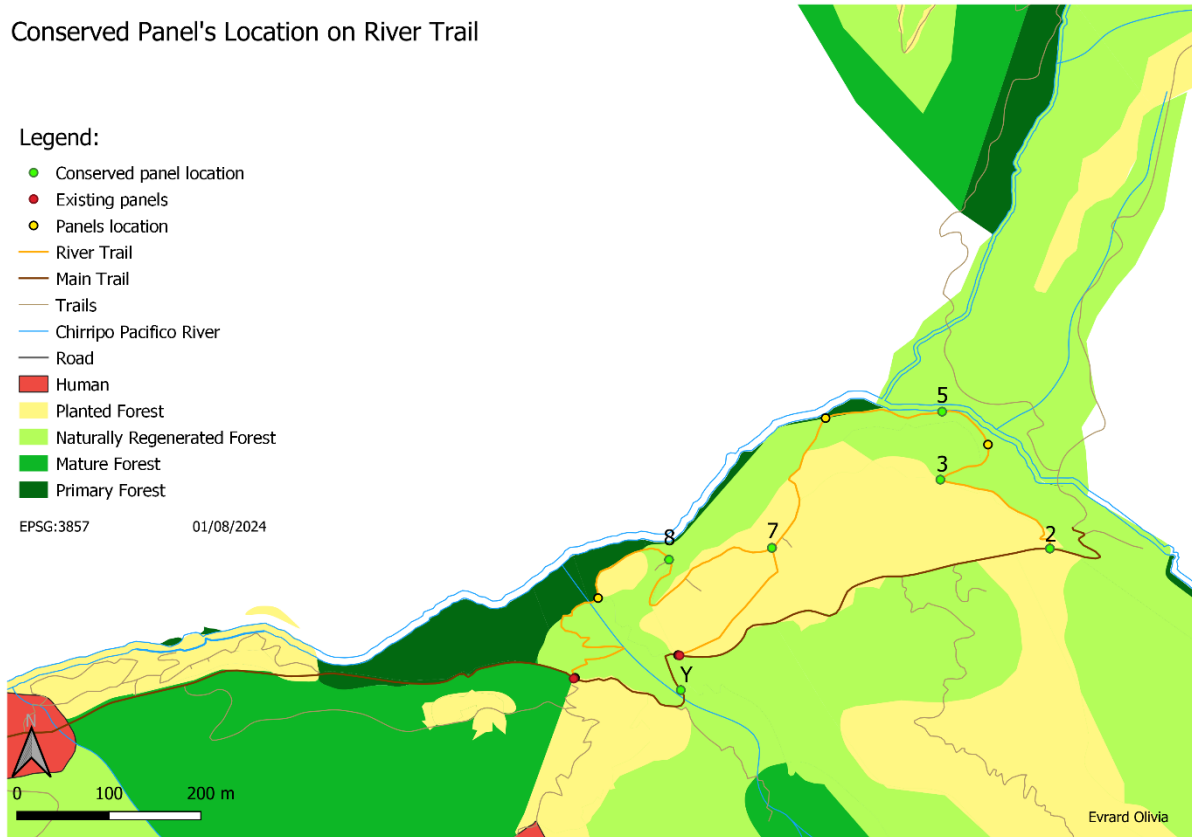 Conserved Panel's Location on River Trail
Legend:
Conserved panel location
Existing panels
Panels location
River Trail
Main Trail
Trails
Chirripo Pacifico River
Road
Human
Planted Forest
Naturally Regenerated Forest
Mature Forest
Primary Forest
EPSG:3857 01/08/2024
5
3
7
2
8
Y
N
0 100 200 m
Evrard Olivia